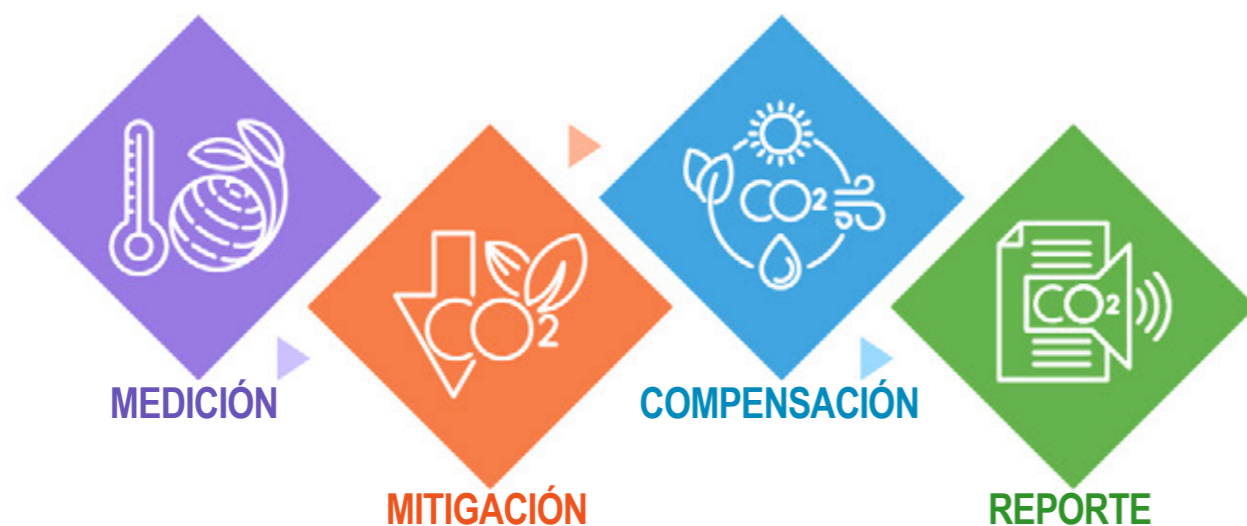 MEDICIÓN
CO²
MITIGACIÓN
CO²
COMPENSACIÓN
CO²
REPORTE